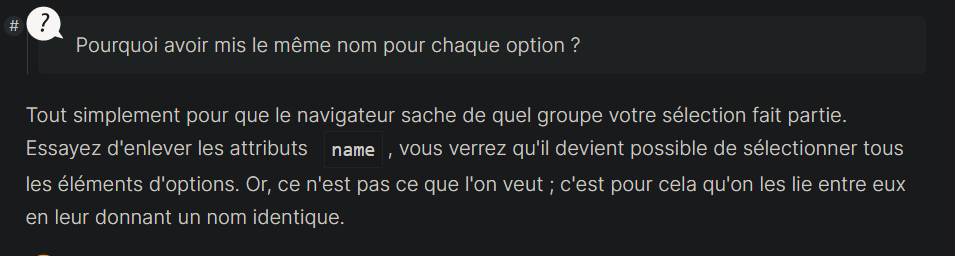 #
?
Pourquoi avoir mis le même nom pour chaque option ?
Tout simplement pour que le navigateur sache de quel groupe votre sélection fait partie.
Essayez d'enlever les attributs name , vous verrez qu'il devient possible de sélectionner tous
les éléments d'options. Or, ce n'est pas ce que l'on veut ; c'est pour cela qu'on les lie entre eux
en leur donnant un nom identique.